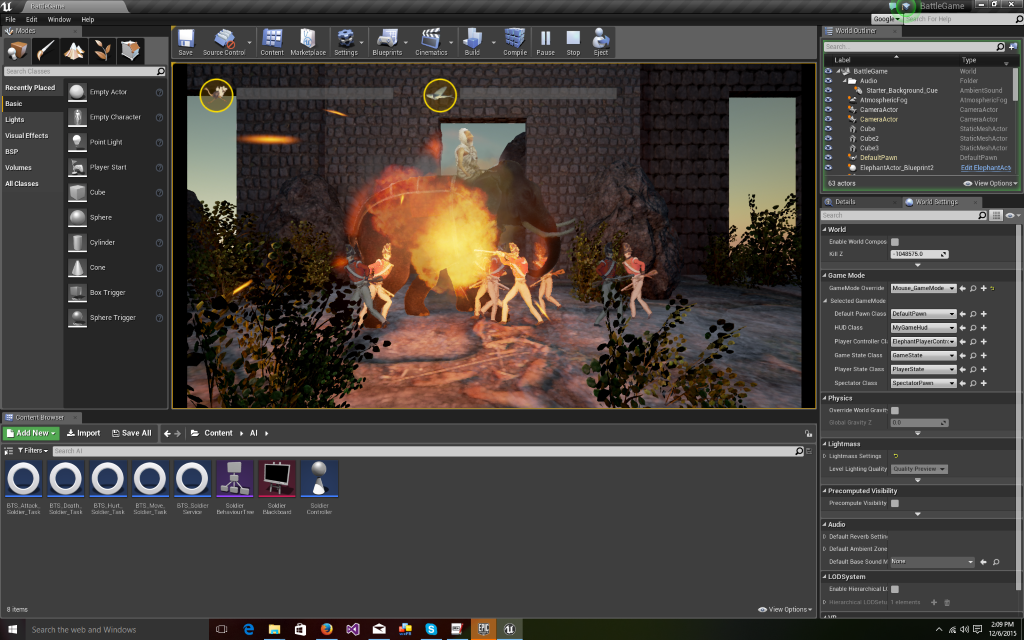 BattleGame
BattleGame
File Edit Window Help
Google Search For Help
Modes
Search Classes
Recently Placed
Basic
Lights
Visual Effects
BSP
Volumes
All Classes
Empty Actor
Empty Character
Point Light
Player Start
Cube
Sphere
Cylinder
Cone
Box Trigger
Sphere Trigger
Save Source Control Content Marketplace Settings Blueprints Cinematics Build Compile Pause Stop Eject
World Outliner
Search...
Label Type
BattleGame World
Audio Folder
Starter_Background_Cue AmbientSound
AtmosphericFog AtmosphericFog
CameraActor CameraActor
CameraActor CameraActor
Cube StaticMeshActor
Cube2 StaticMeshActor
Cube3 StaticMeshActor
DefaultPawn DefaultPawn
ElephantActor_Blueprint2 Edit ElephantAct
63 actors View Options
Details World Settings
Search
World
Enable World Compos
Kill Z -1048575.0
Game Mode
GameMode Override Mouse_GameMode
Selected GameMode
Default Pawn Class DefaultPawn
HUD Class MyGameHud
Player Controller Cl ElephantPlayerContr
Game State Class GameState
Player State Class PlayerState
Spectator Class SpectatorPawn
Physics
Override World Gravit
Global Gravity Z 0.0
Lightmass
Lightmass Settings
Level Lighting Quality Quality Preview
Precomputed Visibility
Precompute Visibility
Audio
Default Reverb Settin
Default Ambient Zone
Default Base Sound M None
LODSystem
Enable Hierarchical LO
Hierarchical LODSetu 1 elements
VR
Content Browser
Add New Import Save All Content AI
Filters Search AI
BTS_Attack_Soldier_Task
BTS_Death_Soldier_Task
BTS_Hurt_Soldier_Task
BTS_Move_Soldier_Task
BTS_Soldier Service
Soldier BehaviourTree
Soldier Blackboard
Soldier Controller
8 items View Options
Search the web and Windows
2:09 PM
12/6/2015